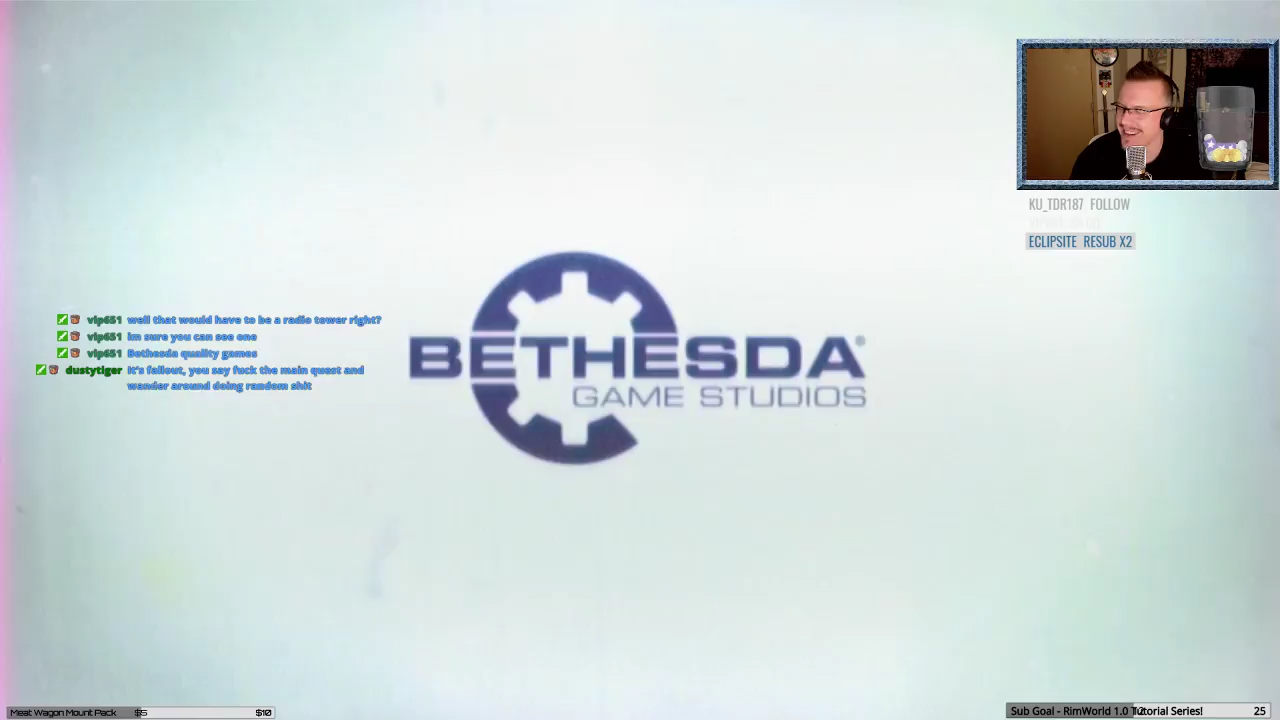 KU_TDR187 FOLLOW
ECLIPSITE RESUB X2
vip651 well that would have to be a radio tower right?
vip651 im sure you can see one
vip651 Bethesda quality games
dustytiger It's fallout, you say fuck the main quest and
wander around doing random shit
BETHESDA®
GAME STUDIOS
Meat Wagon Mount Pack $5 $10
Sub Goal - RimWorld 1.0 Tutorial Series! 25